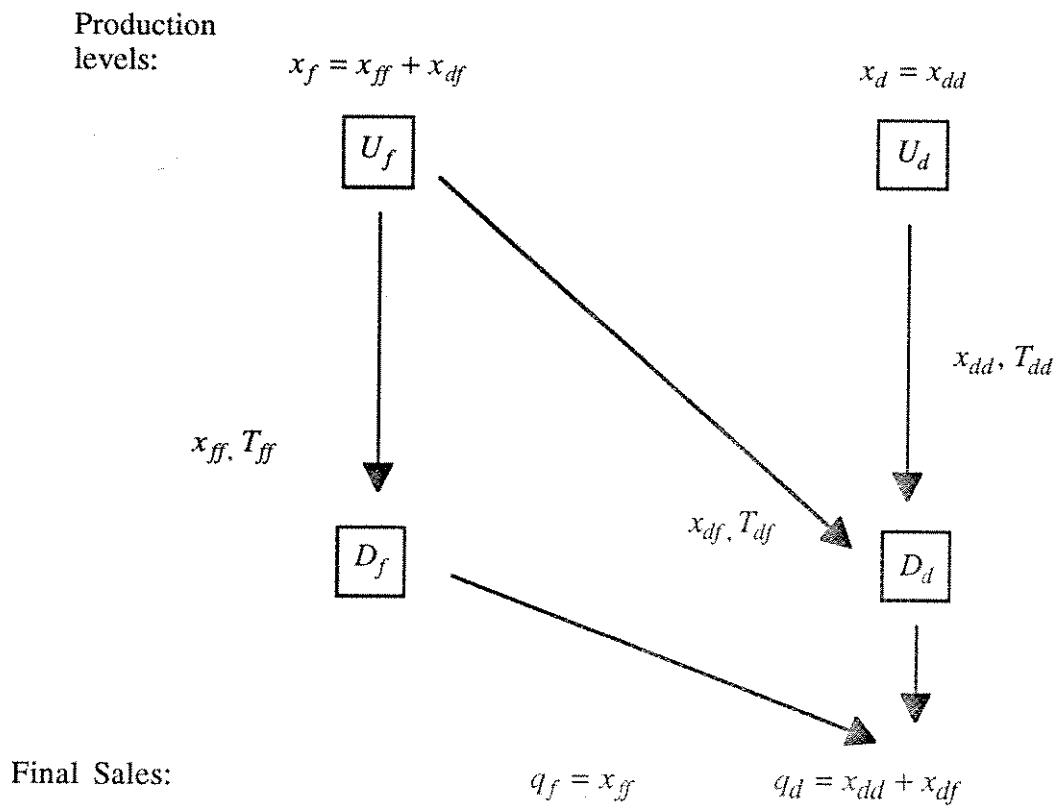 Production
levels:
x_f = x_ff + x_df
x_d = x_dd
U_f
U_d
x_dd, T_dd
x_ff, T_ff
x_df, T_df
D_f
D_d
Final Sales:
q_f = x_ff
q_d = x_dd + x_df